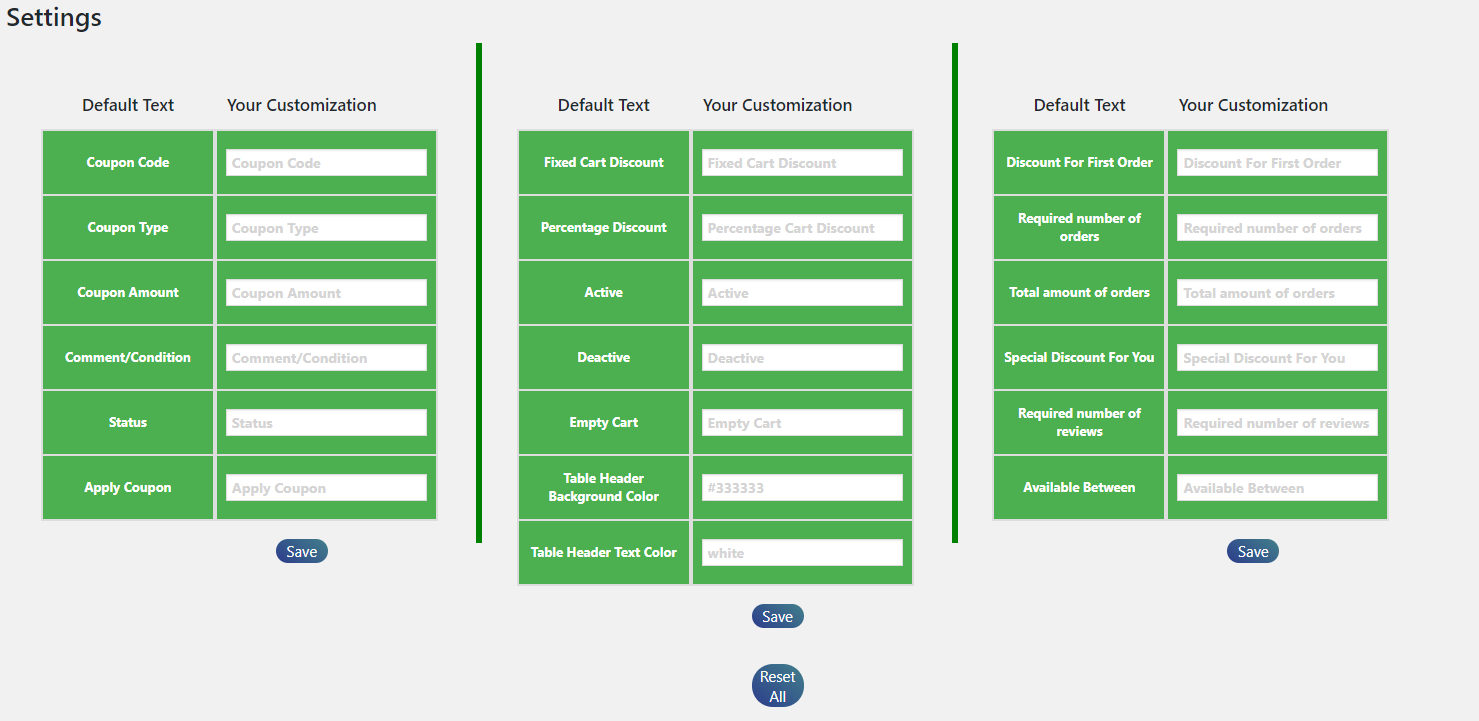 Settings
Default Text Your Customization
Coupon Code Coupon Code
Coupon Type Coupon Type
Coupon Amount Coupon Amount
Comment/Condition Comment/Condition
Status Status
Apply Coupon Apply Coupon
Save
Default Text Your Customization
Fixed Cart Discount Fixed Cart Discount
Percentage Discount Percentage Cart Discount
Active Active
Deactive Deactive
Empty Cart Empty Cart
Table Header
Background Color #333333
Table Header Text Color white
Save
Reset
All
Default Text Your Customization
Discount For First Order Discount For First Order
Required number of
orders Required number of orders
Total amount of orders Total amount of orders
Special Discount For You Special Discount For You
Required number of
reviews Required number of reviews
Available Between Available Between
Save